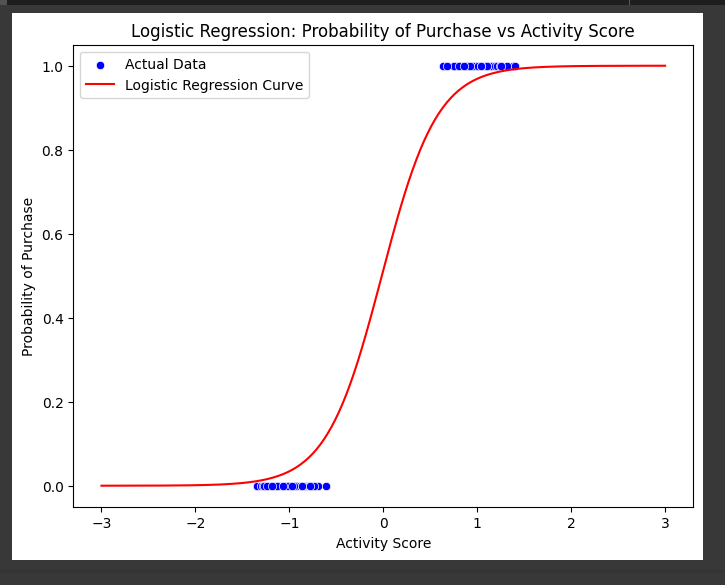 Logistic Regression: Probability of Purchase vs Activity Score
Actual Data
Logistic Regression Curve
1.0
0.8
0.6
0.4
0.2
0.0
Probability of Purchase
−3
−2
−1
0
1
2
3
Activity Score